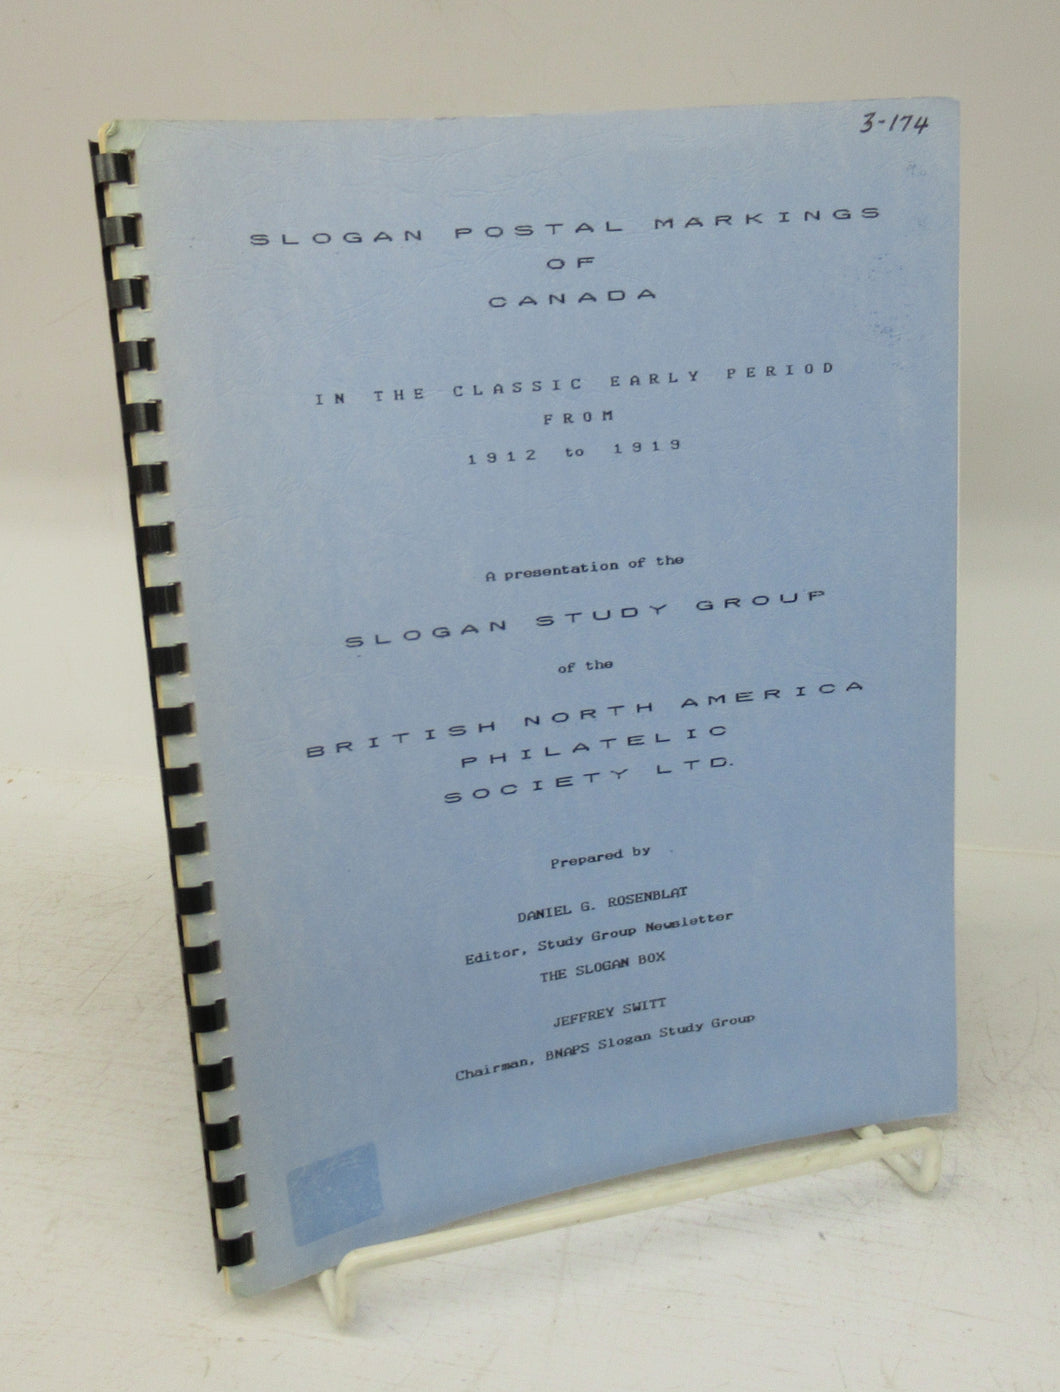 3-174
SLOGAN POSTAL MARKINGS
OF
CANADA
IN THE CLASSIC EARLY PERIOD
FROM
1912 to 1919
A presentation of the
SLOGAN STUDY GROUP
of the
BRITISH NORTH AMERICA
PHILATELIC
SOCIETY LTD.
Prepared by
DANIEL G. ROSENBLAT
Editor, Study Group Newsletter
THE SLOGAN BOX
JEFFREY SWITT
Chairman, BNAPS Slogan Study Group